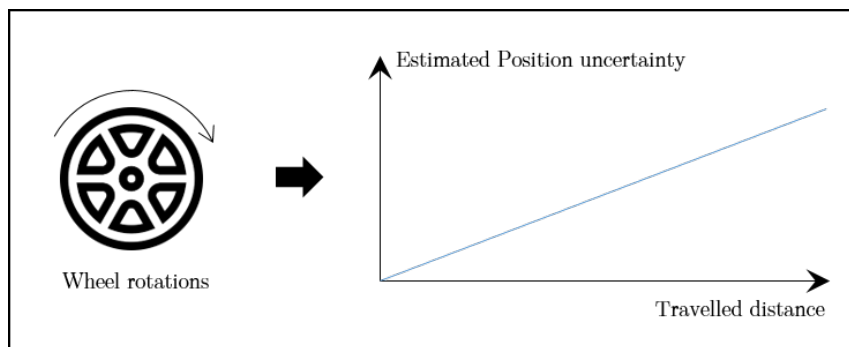 Estimated Position uncertainty
Wheel rotations
Travelled distance